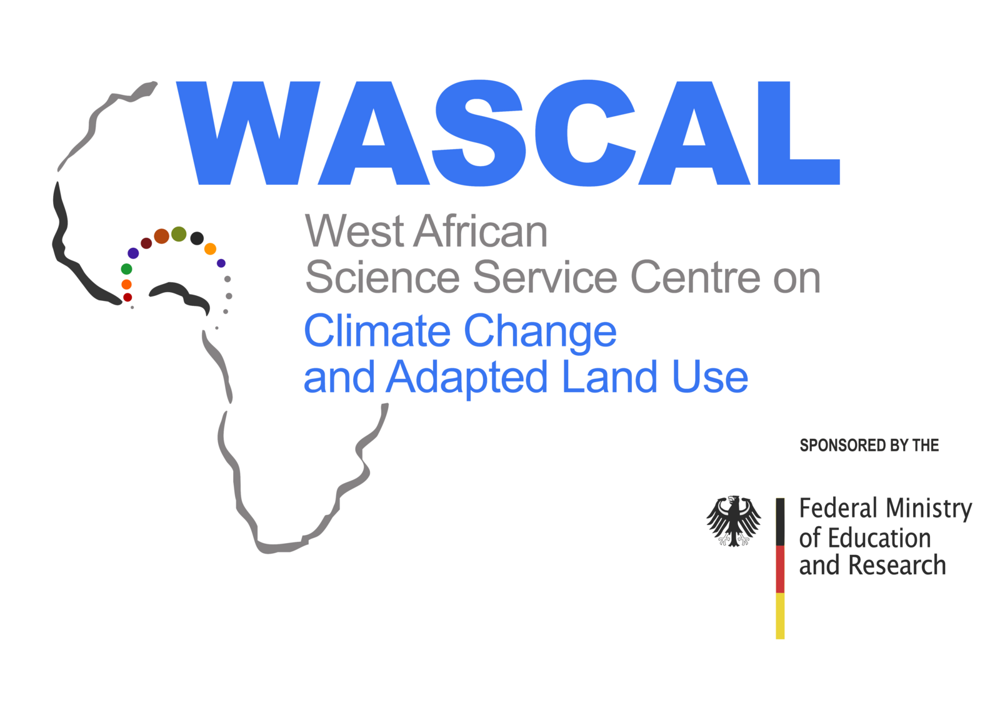 WASCAL
West African
Science Service Centre on
Climate Change
and Adapted Land Use
SPONSORED BY THE
Federal Ministry
of Education
and Research